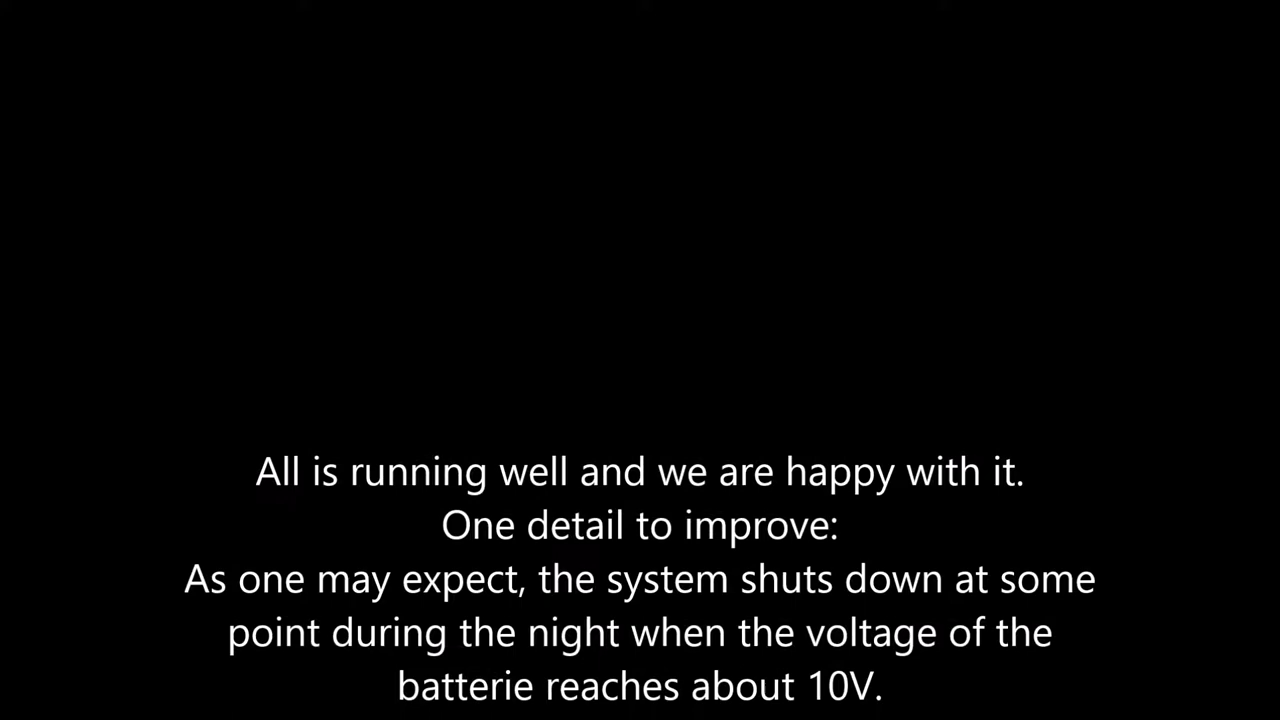 All is running well and we are happy with it.
One detail to improve:
As one may expect, the system shuts down at some
point during the night when the voltage of the
batterie reaches about 10V.